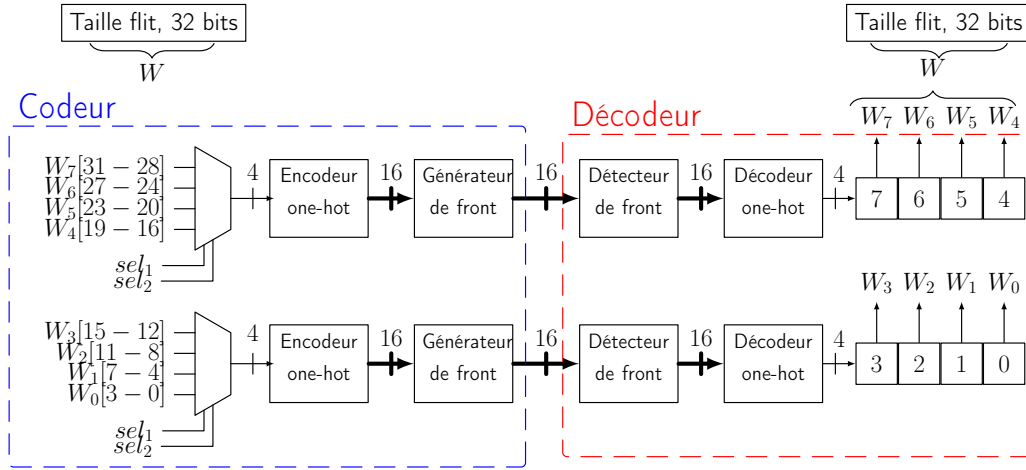 Taille flit, 32 bits
W
Taille flit, 32 bits
W
Codeur
Décodeur
W7 W6 W5 W4
W7[31 − 28]
W6[27 − 24]
W5[23 − 20]
W4[19 − 16]
sel1
sel2
4
Encodeur
one-hot
16
Générateur
de front
16
Détecteur
de front
16
Décodeur
one-hot
4
7 6 5 4
W3 W2 W1 W0
W3[15 − 12]
W2[11 − 8]
W1[7 − 4]
W0[3 − 0]
sel1
sel2
4
Encodeur
one-hot
16
Générateur
de front
16
Détecteur
de front
16
Décodeur
one-hot
4
3 2 1 0